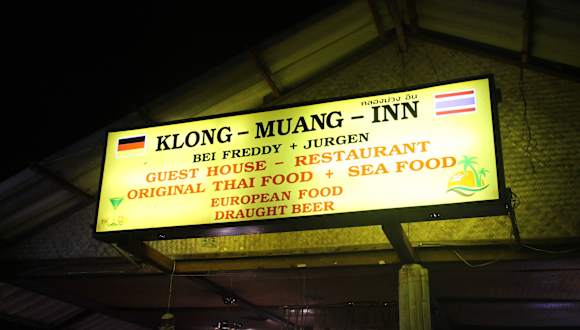 คลองม่วง อิน
KLONG - MUANG - INN
BEI FREDDY + JURGEN
GUEST HOUSE - RESTAURANT
ORIGINAL THAI FOOD + SEA FOOD
EUROPEAN FOOD
DRAUGHT BEER